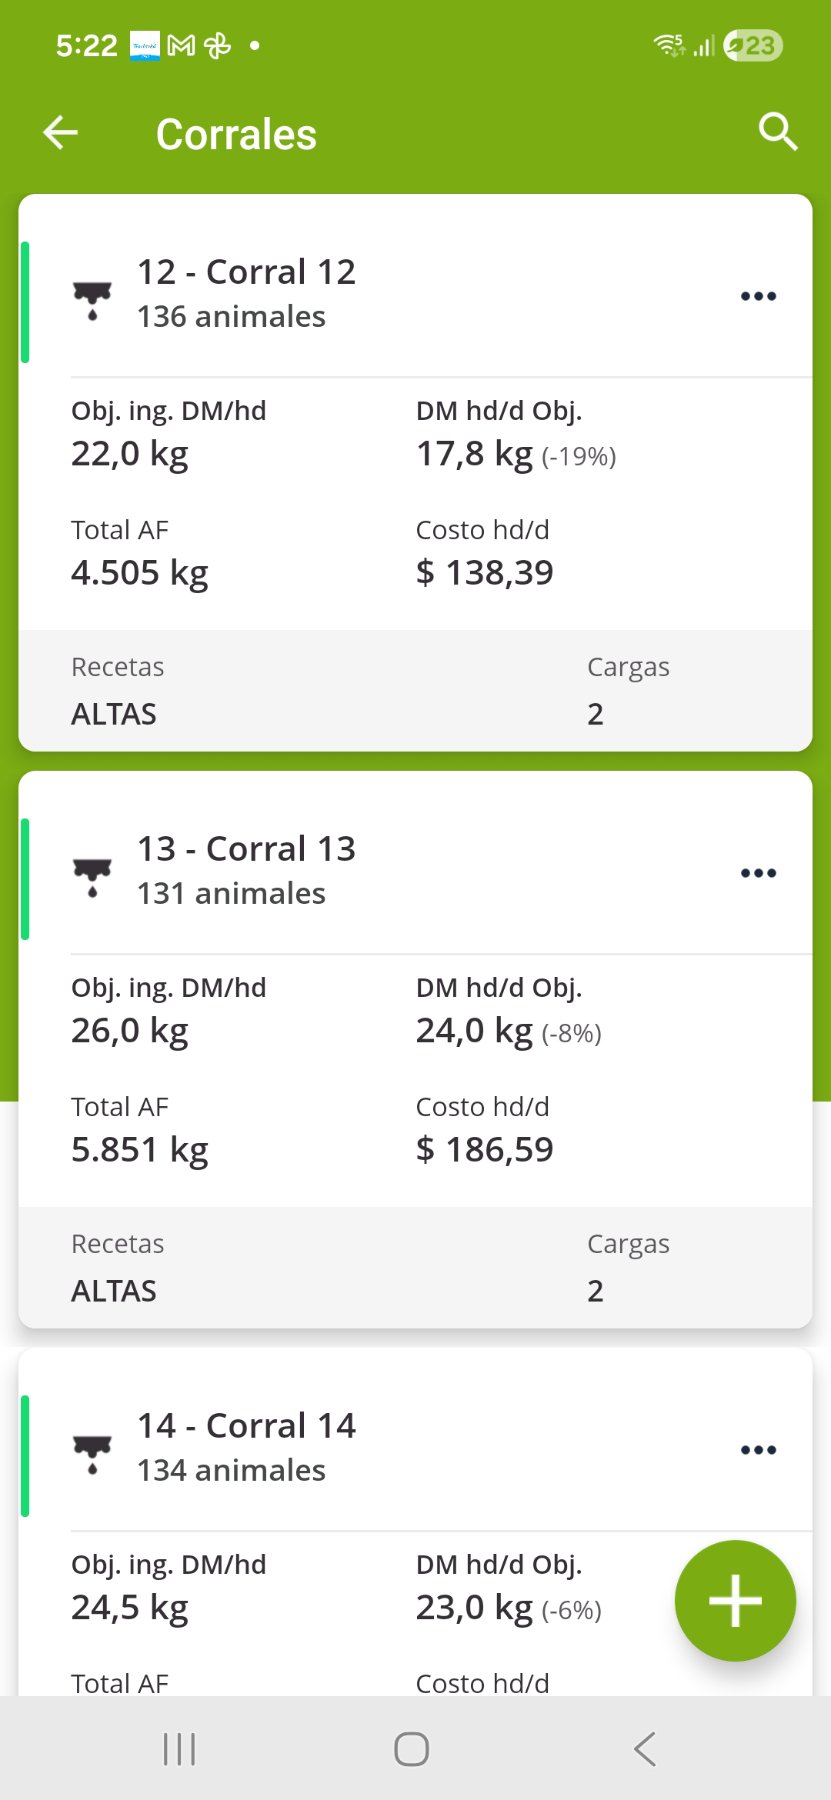 5:22
5
23
Corrales
12 - Corral 12
136 animales
Obj. ing. DM/hd
DM hd/d Obj.
22,0 kg
17,8 kg (-19%)
Total AF
Costo hd/d
4.505 kg
$ 138,39
Recetas
Cargas
ALTAS
2
13 - Corral 13
131 animales
Obj. ing. DM/hd
DM hd/d Obj.
26,0 kg
24,0 kg (-8%)
Total AF
Costo hd/d
5.851 kg
$ 186,59
Recetas
Cargas
ALTAS
2
14 - Corral 14
134 animales
Obj. ing. DM/hd
DM hd/d Obj.
24,5 kg
23,0 kg (-6%)
Total AF
Costo hd/d